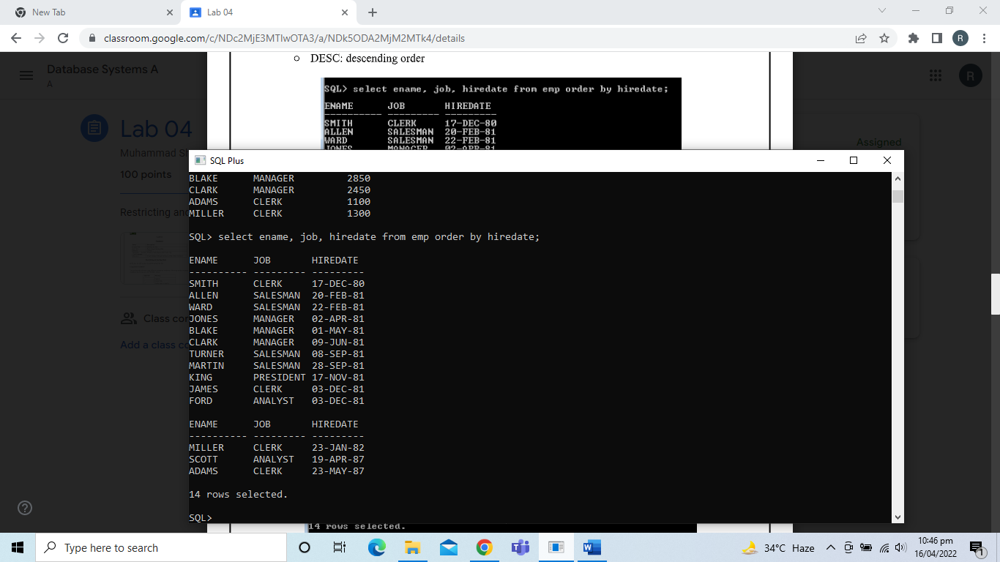 New Tab
Lab 04
classroom.google.com/c/NDc2MjE3MTIwOTA3/a/NDk5ODA2MjM2MTk4/details
R
DESC: descending order
Database Systems A
A
R
SQL> select ename, job, hiredate from emp order by hiredate;
ENAME JOB HIREDATE
---------- --------- ---------
SMITH CLERK 17-DEC-80
ALLEN SALESMAN 20-FEB-81
WARD SALESMAN 22-FEB-81
JONES MANAGER 02-APR-81
Lab 04
Assigned
Muhammad
100 points
Restricting
Class
Add a class
SQL Plus
BLAKE MANAGER 2850
CLARK MANAGER 2450
ADAMS CLERK 1100
MILLER CLERK 1300
SQL> select ename, job, hiredate from emp order by hiredate;
ENAME JOB HIREDATE
---------- --------- ---------
SMITH CLERK 17-DEC-80
ALLEN SALESMAN 20-FEB-81
WARD SALESMAN 22-FEB-81
JONES MANAGER 02-APR-81
BLAKE MANAGER 01-MAY-81
CLARK MANAGER 09-JUN-81
TURNER SALESMAN 08-SEP-81
MARTIN SALESMAN 28-SEP-81
KING PRESIDENT 17-NOV-81
JAMES CLERK 03-DEC-81
FORD ANALYST 03-DEC-81
ENAME JOB HIREDATE
---------- --------- ---------
MILLER CLERK 23-JAN-82
SCOTT ANALYST 19-APR-87
ADAMS CLERK 23-MAY-87
14 rows selected.
SQL>
14 rows selected.
Type here to search
34°C Haze
10:46 pm
16/04/2022
1